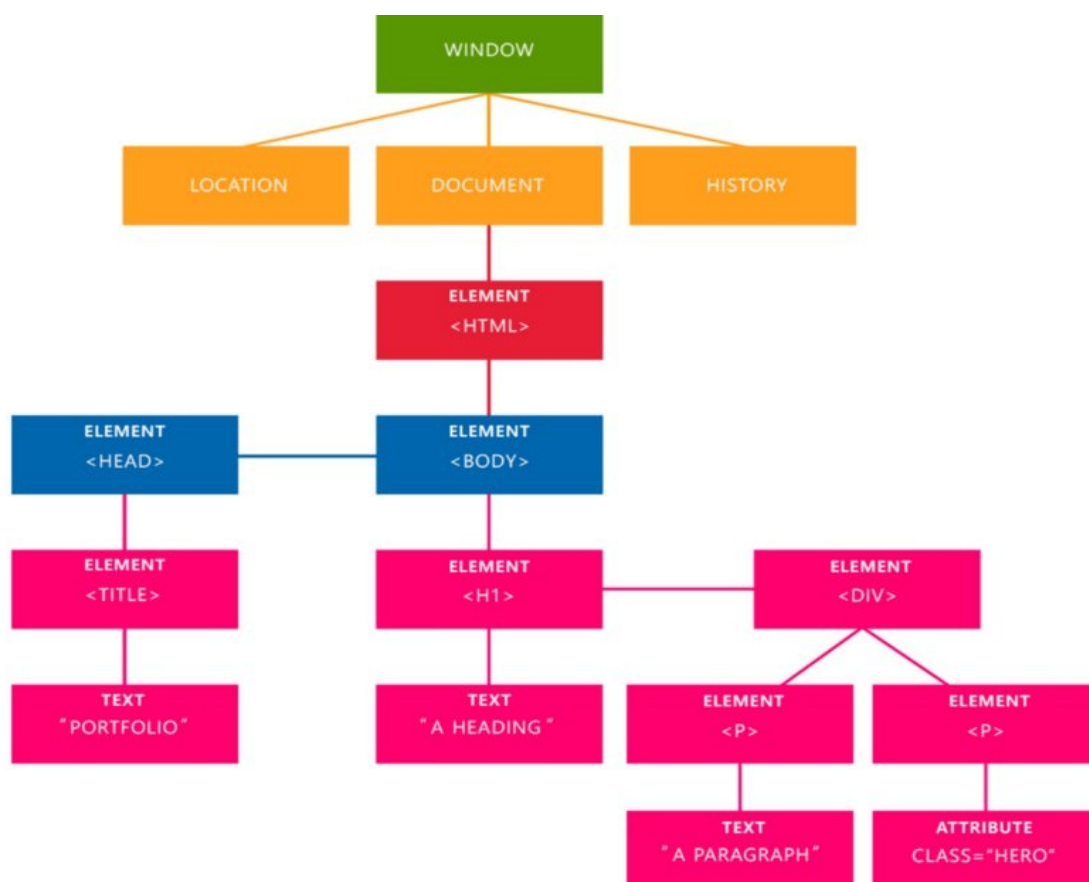 WINDOW
LOCATION
DOCUMENT
HISTORY
ELEMENT
<HTML>
ELEMENT
<HEAD>
ELEMENT
<BODY>
ELEMENT
<TITLE>
ELEMENT
<H1>
ELEMENT
<DIV>
TEXT
"PORTFOLIO"
TEXT
"A HEADING"
ELEMENT
<P>
ELEMENT
<P>
TEXT
"A PARAGRAPH"
ATTRIBUTE
CLASS="HERO"